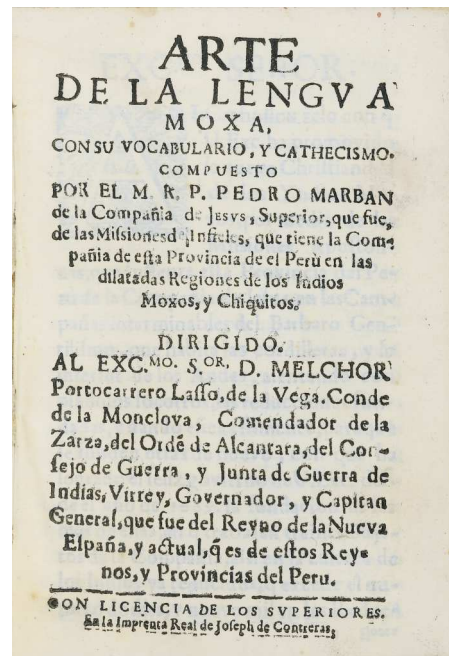 ARTE
DE LA LENGVA
MOXA,
CON SU VOCABULARIO, Y CATHECISMO.
COMPUESTO
POR EL M. R. P. PEDRO MARBAN
de la Compañia de Jesvs, Superior, que fue,
de las Missiones d Infieles, que tiene la Com-
pañia de esta Provincia de el Perù en las
dilatadas Regiones de los Indios
Moxos, y Chiquitos.
DIRIGIDO.
AL EXC.MO S.OR. D. MELCHOR
Portocarrero Lasso, de la Vega. Conde
de la Monclova, Comendador de la
Zarza, del Ordẽ de Alcantara, del Con-
sejo de Guerra, y Junta de Guerra de
Indias, Virrey, Governador, y Capitan
General, que fue del Reyno de la Nueva
España, y actual, q̃ es de estos Rey-
nos, y Provincias del Peru.
CON LICENCIA DE LOS SVPERIORES.
En la Imprenta Real de Joseph de Contreras,